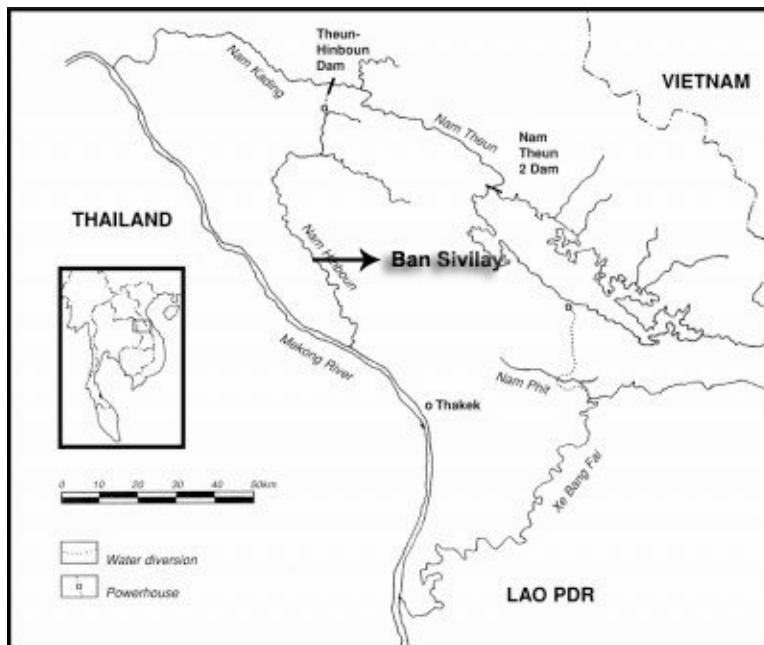 Theun-
Hinboun
Dam
Nam Kading
VIETNAM
Nam Theun
Nam
Theun
2 Dam
THAILAND
Nam Hinboun
Ban Sivilay
Mekong River
Nam Phit
Thakek
Xe Bang Fai
0 10 20 30 40 50km
Water diversion
Powerhouse
LAO PDR